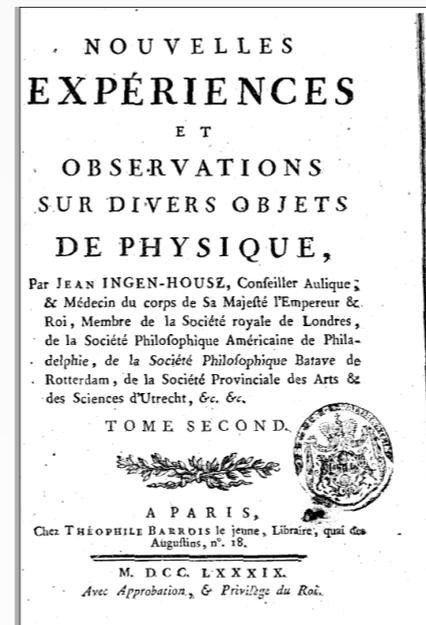 NOUVELLES
EXPÉRIENCES
ET
OBSERVATIONS
SUR DIVERS OBJETS
DE PHYSIQUE,
Par JEAN INGEN-HOUSZ, Conſeiller Aulique;
& Médecin du corps de Sa Majeſté l'Empereur &
Roi, Membre de la Société royale de Londres,
de la Société Philoſophique Américaine de Phila-
delphie, de la Société Philoſophique Batave de
Rotterdam, de la Société Provinciale des Arts &
des Sciences d'Utrecht, &c. &c.
TOME SECOND.
A PARIS,
Chez THÉOPHILE BARROIS le jeune, Libraire, quai des
Auguſtins, n°. 18.
M. DCC. LXXXIX.
Avec Approbation, & Privilège du Roi.